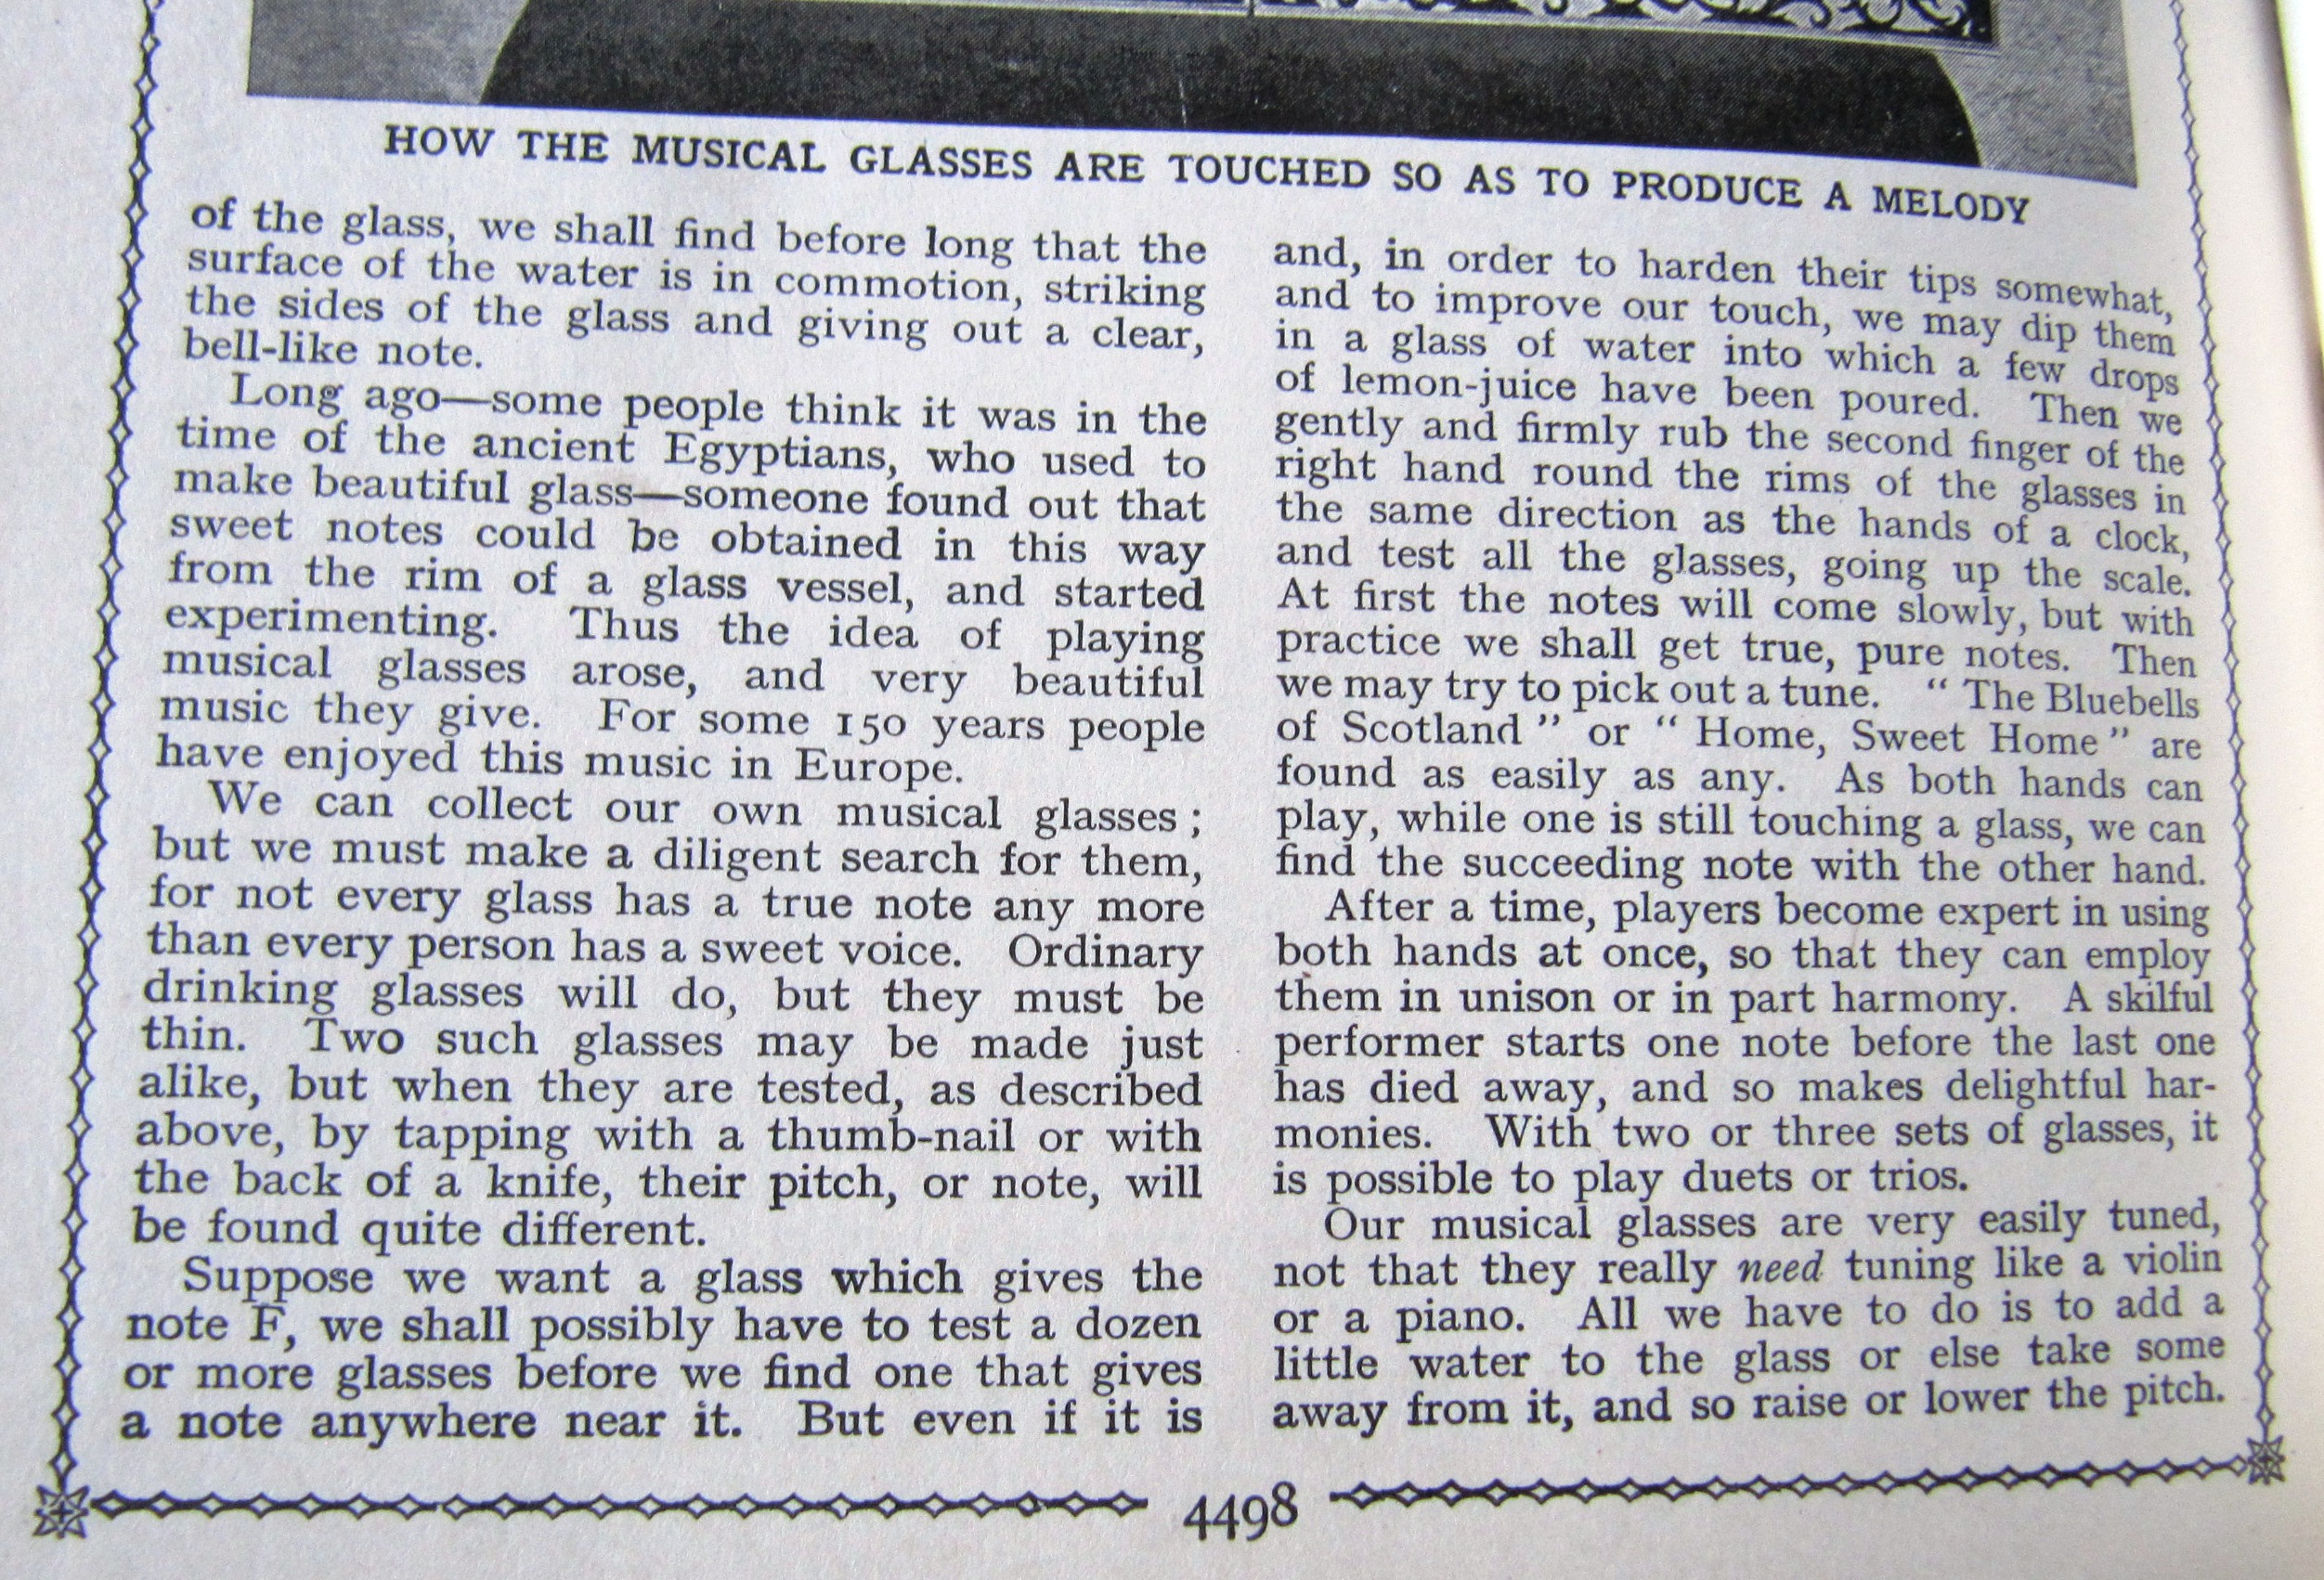 HOW THE MUSICAL GLASSES ARE TOUCHED SO AS TO PRODUCE A MELODY
of the glass, we shall find before long that the
surface of the water is in commotion, striking
the sides of the glass and giving out a clear,
bell-like note.
Long ago—some people think it was in the
time of the ancient Egyptians, who used to
make beautiful glass—someone found out that
sweet notes could be obtained in this way
from the rim of a glass vessel, and started
experimenting. Thus the idea of playing
musical glasses arose, and very beautiful
music they give. For some 150 years people
have enjoyed this music in Europe.
We can collect our own musical glasses ;
but we must make a diligent search for them,
for not every glass has a true note any more
than every person has a sweet voice. Ordinary
drinking glasses will do, but they must be
thin. Two such glasses may be made just
alike, but when they are tested, as described
above, by tapping with a thumb-nail or with
the back of a knife, their pitch, or note, will
be found quite different.
Suppose we want a glass which gives the
note F, we shall possibly have to test a dozen
or more glasses before we find one that gives
a note anywhere near it. But even if it is
and, in order to harden their tips somewhat,
and to improve our touch, we may dip them
in a glass of water into which a few drops
of lemon-juice have been poured. Then we
gently and firmly rub the second finger of the
right hand round the rims of the glasses in
the same direction as the hands of a clock,
and test all the glasses, going up the scale.
At first the notes will come slowly, but with
practice we shall get true, pure notes. Then
we may try to pick out a tune. “ The Bluebells
of Scotland ” or “ Home, Sweet Home ” are
found as easily as any. As both hands can
play, while one is still touching a glass, we can
find the succeeding note with the other hand.
After a time, players become expert in using
both hands at once, so that they can employ
them in unison or in part harmony. A skilful
performer starts one note before the last one
has died away, and so makes delightful har-
monies. With two or three sets of glasses, it
is possible to play duets or trios.
Our musical glasses are very easily tuned,
not that they really need tuning like a violin
or a piano. All we have to do is to add a
little water to the glass or else take some
away from it, and so raise or lower the pitch.
4498